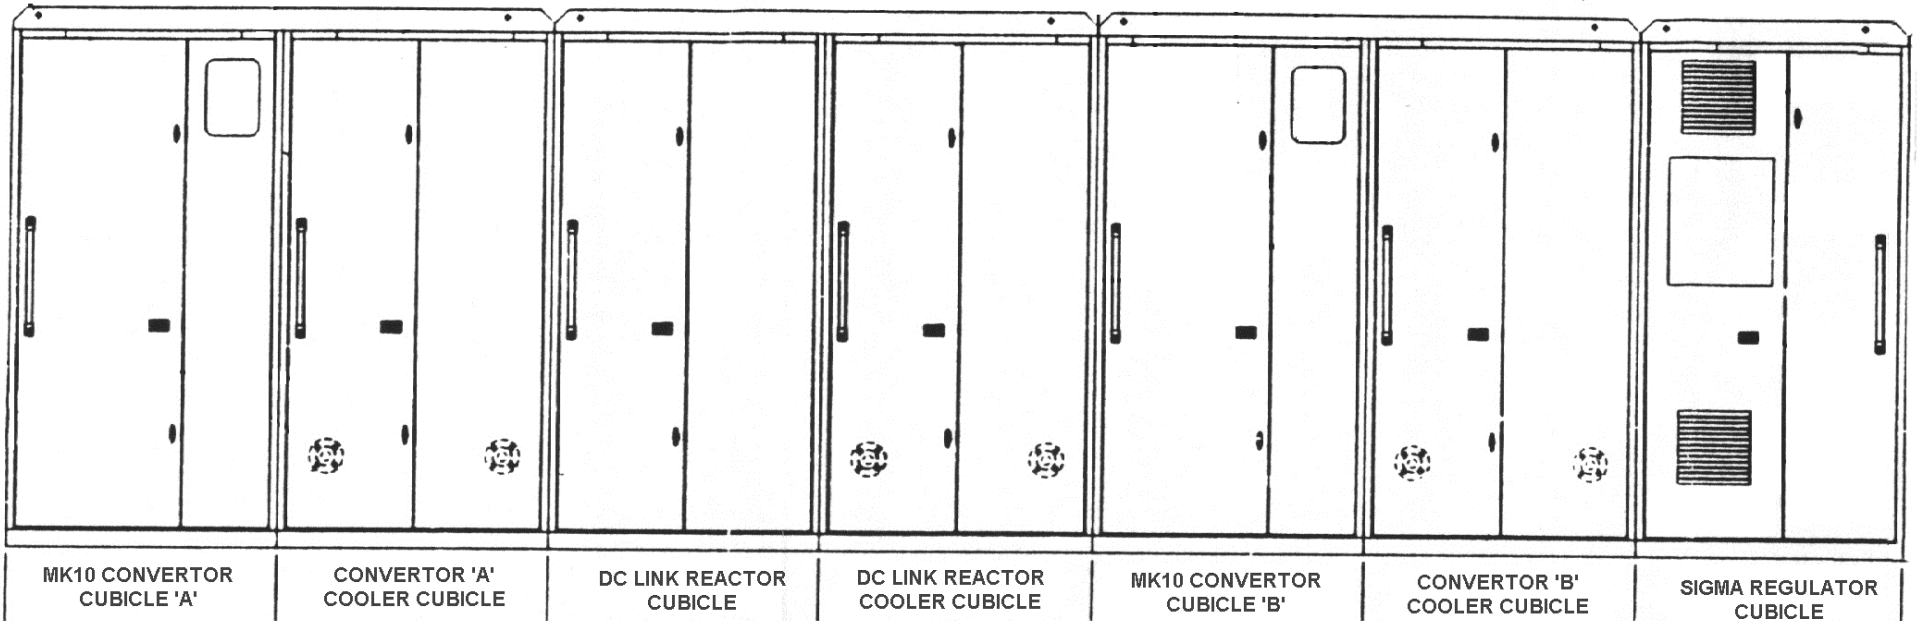 MK10 CONVERTOR
CUBICLE 'A'
CONVERTOR 'A'
COOLER CUBICLE
DC LINK REACTOR
CUBICLE
DC LINK REACTOR
COOLER CUBICLE
MK10 CONVERTOR
CUBICLE 'B'
CONVERTOR 'B'
COOLER CUBICLE
SIGMA REGULATOR
CUBICLE